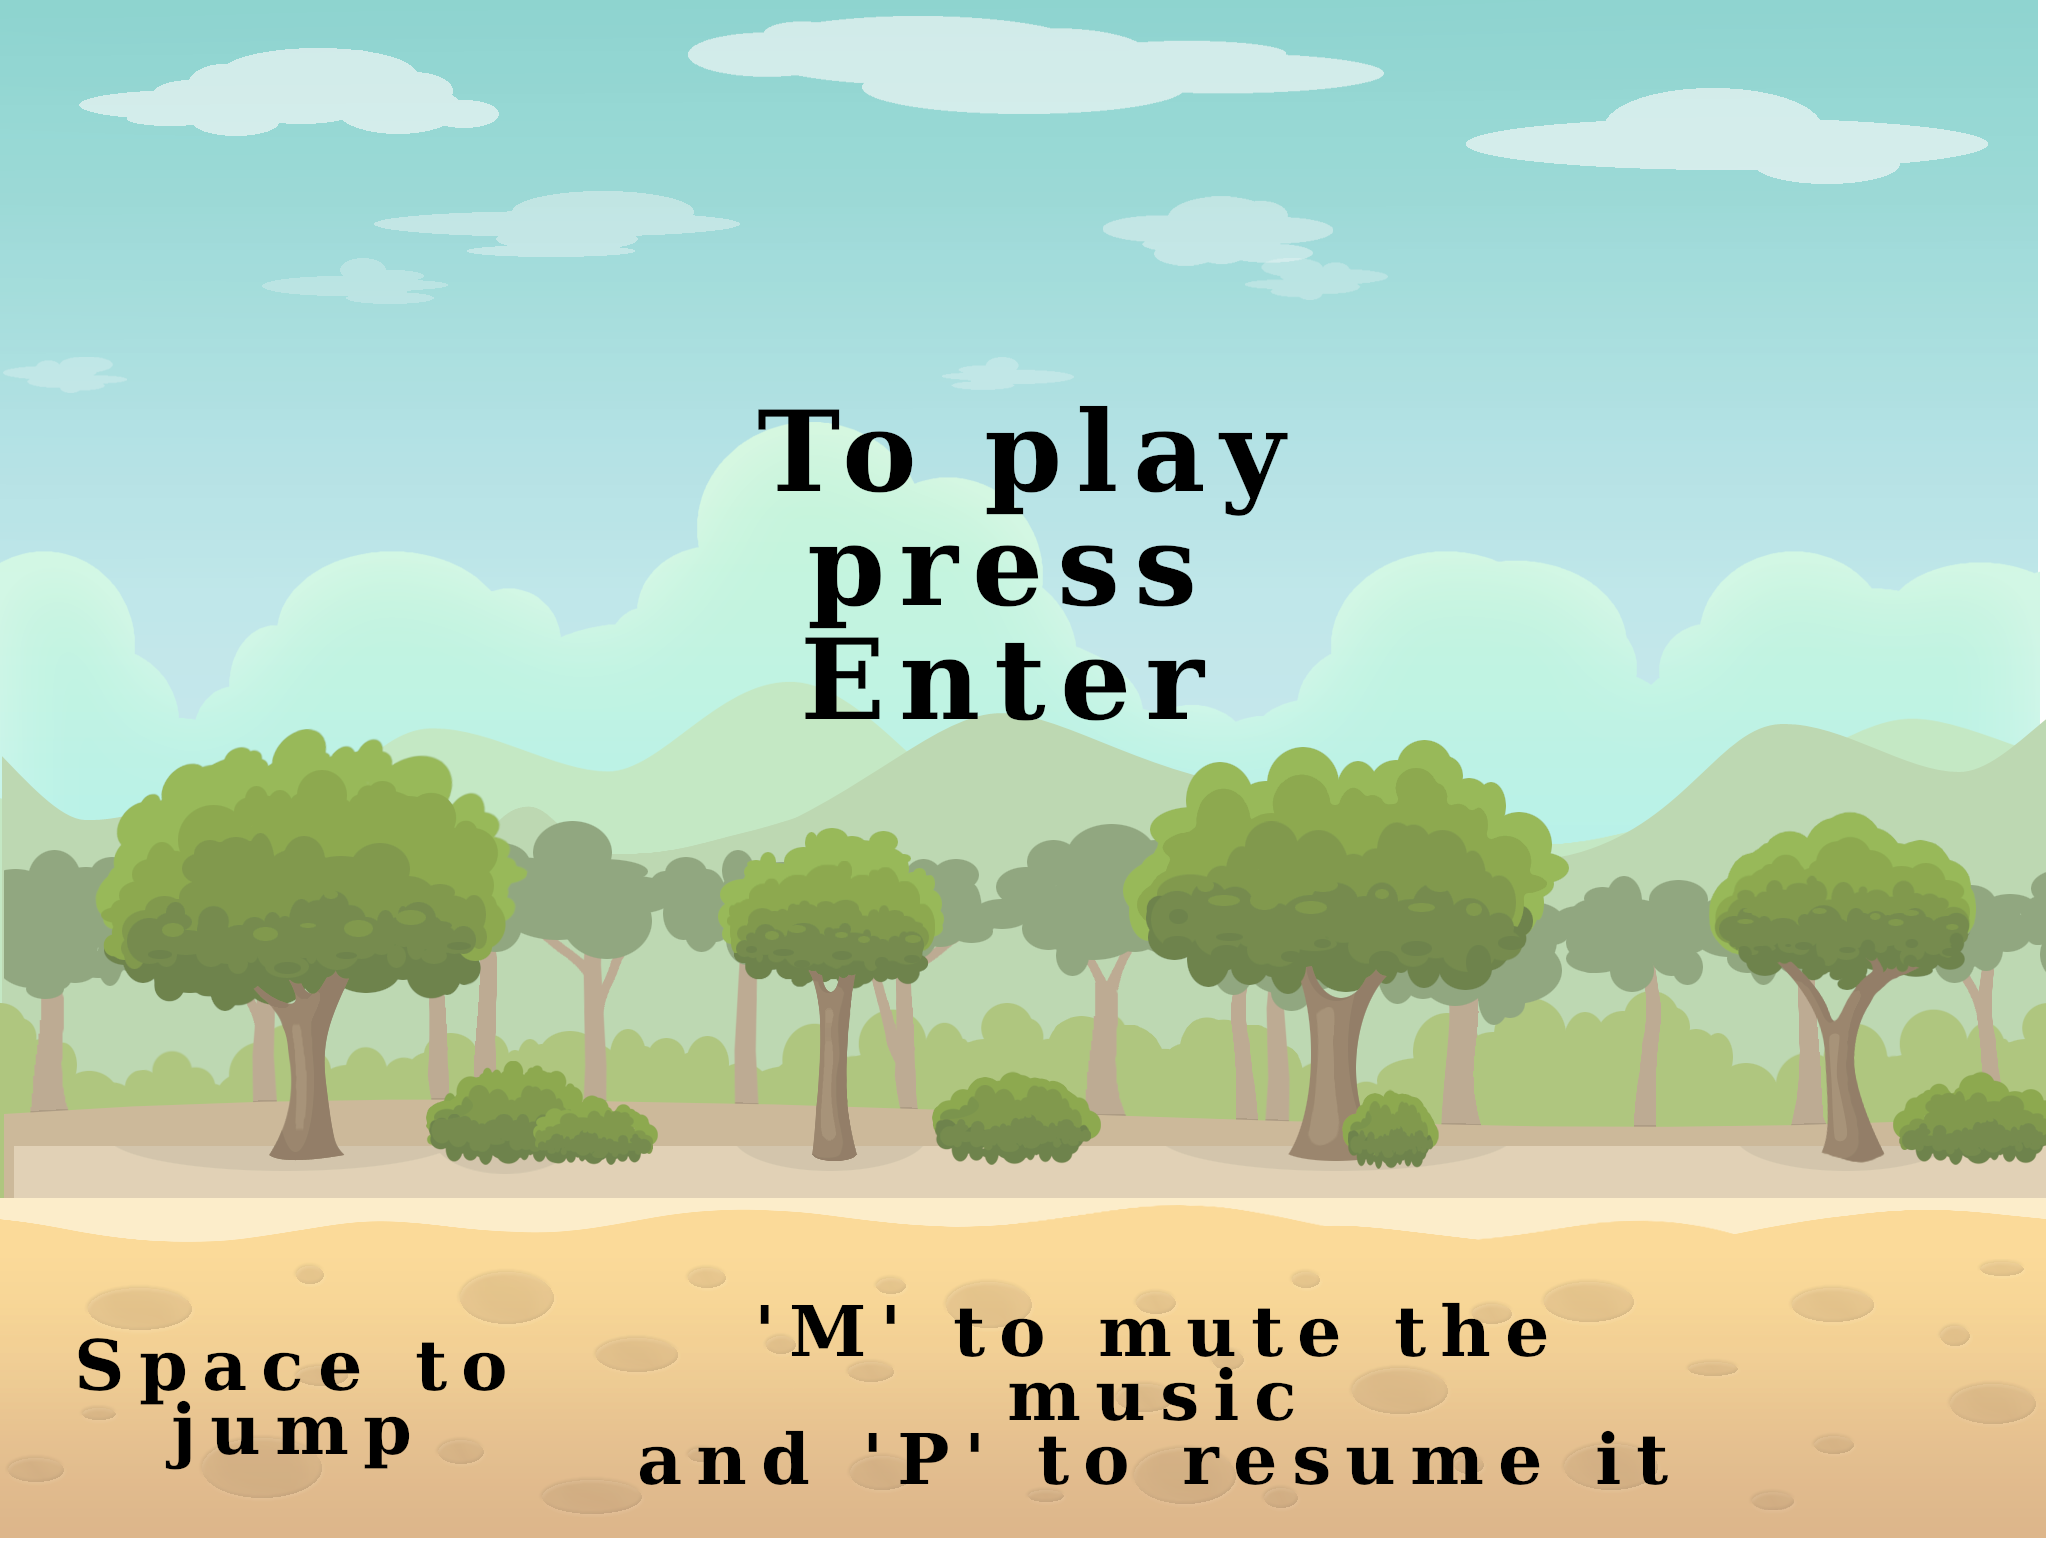 To play
press
Enter
Space to
jump
'M' to mute the
music
and 'P' to resume it